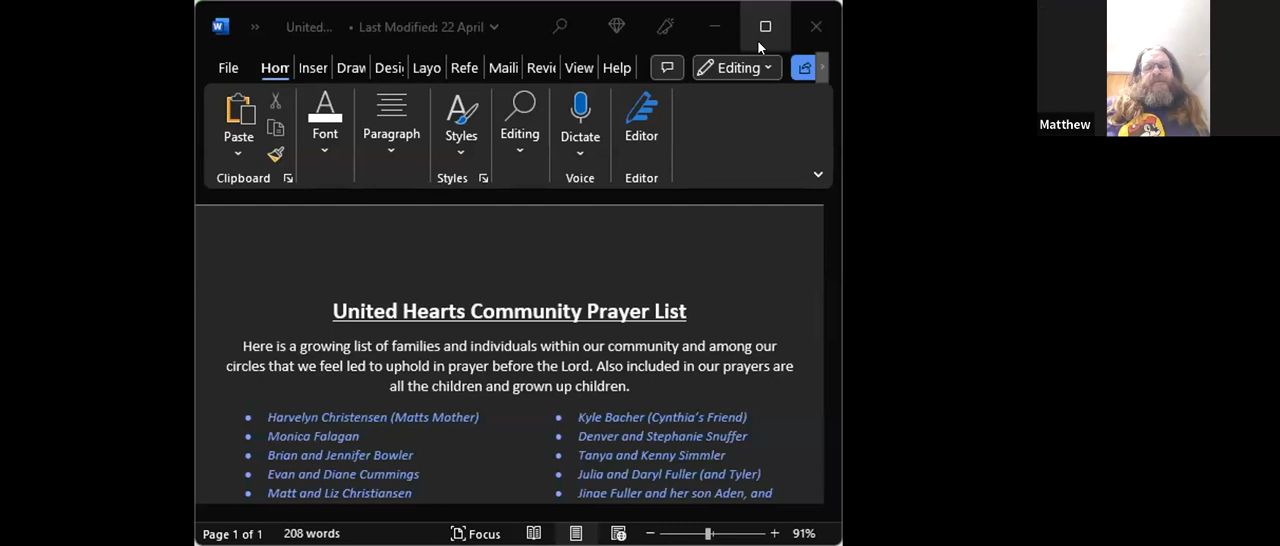 United... • Last Modified: 22 April
File Hom Inser Draw Desi Layo Refe Maili Revie View Help Editing
Paste Font Paragraph Styles Editing Dictate Editor
Clipboard Styles Voice Editor
Matthew
United Hearts Community Prayer List
Here is a growing list of families and individuals within our community and among our
circles that we feel led to uphold in prayer before the Lord. Also included in our prayers are
all the children and grown up children.
• Harvelyn Christensen (Matts Mother)
• Monica Falagan
• Brian and Jennifer Bowler
• Evan and Diane Cummings
• Matt and Liz Christiansen
• Kyle Bacher (Cynthia's Friend)
• Denver and Stephanie Snuffer
• Tanya and Kenny Simmler
• Julia and Daryl Fuller (and Tyler)
• Jinae Fuller and her son Aden, and
Page 1 of 1 208 words Focus 91%